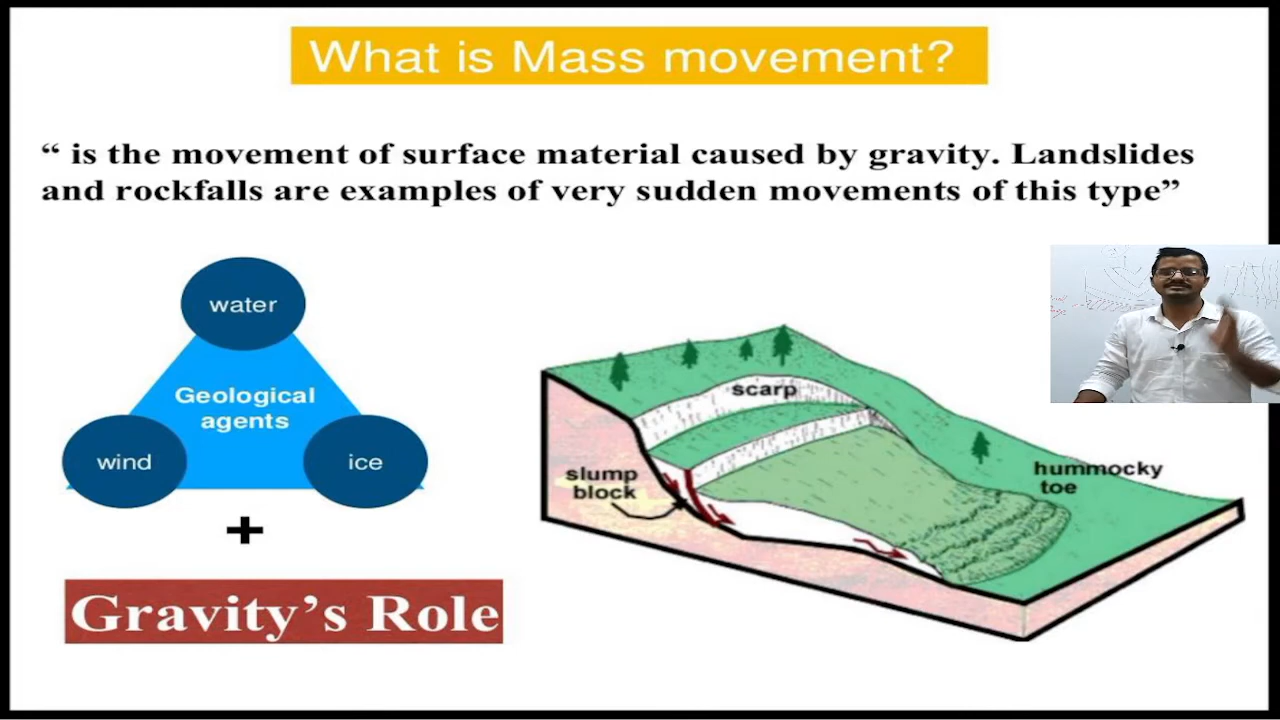 What is Mass movement?
“ is the movement of surface material caused by gravity. Landslides
and rockfalls are examples of very sudden movements of this type”
water
Geological
agents
wind
ice
+
Gravity’s Role
scarp
slump
block
hummocky
toe